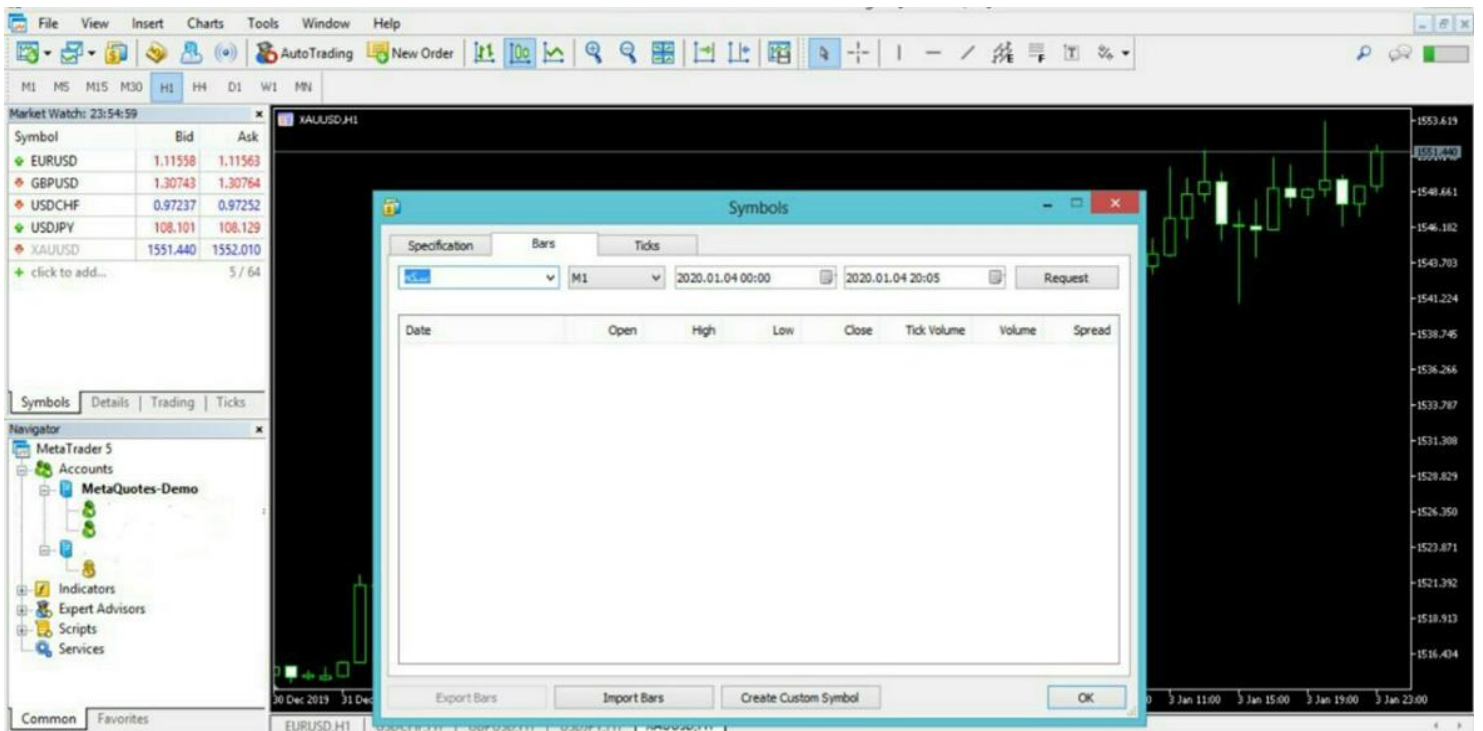 File View Insert Charts Tools Window Help
AutoTrading New Order
M1 M5 M15 M30 H1 H4 D1 W1 MN
Market Watch: 23:54:59
Symbol Bid Ask
EURUSD 1.11558 1.11563
GBPUSD 1.30743 1.30764
USDCHF 0.97237 0.97252
USDJPY 108.101 108.129
XAUUSD 1551.440 1552.010
click to add... 5 / 64
Symbols Details Trading Ticks
Navigator
MetaTrader 5
Accounts
MetaQuotes-Demo
Indicators
Expert Advisors
Scripts
Services
Common Favorites
XAUUSD,H1
Symbols
Specification Bars Ticks
M1 2020.01.04 00:00 2020.01.04 20:05 Request
Date Open High Low Close Tick Volume Volume Spread
Export Bars Import Bars Create Custom Symbol OK
1553.619
1551.440
1548.661
1546.182
1543.703
1541.224
1538.745
1536.266
1533.787
1531.308
1528.829
1526.350
1523.871
1521.392
1518.913
1516.434
30 Dec 2019 31 Dec 3 Jan 11:00 3 Jan 15:00 3 Jan 19:00 3 Jan 23:00
EURUSD,H1